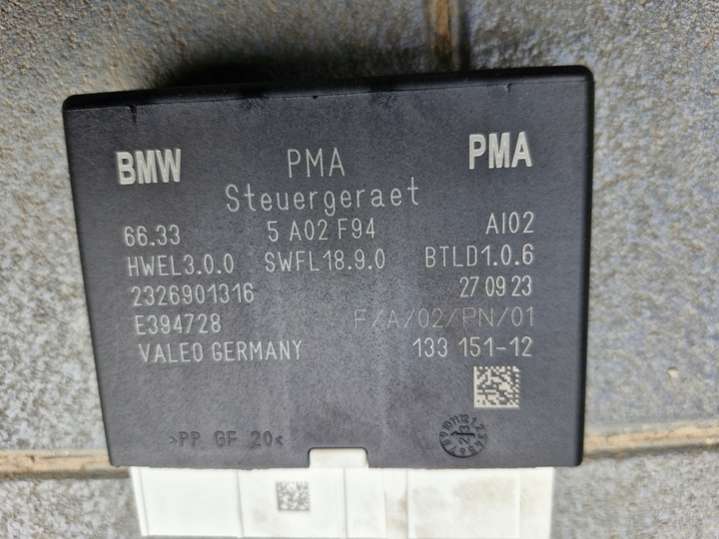 BMW PMA PMA
Steuergeraet
66.33 5 A02 F94 AI02
HWEL3.0.0 SWFL18.9.0 BTLD1.0.6
2326901316 27 09 23
E394728 F/A/02/PN/01
VALEO GERMANY 133 151-12
>PP GF 20<